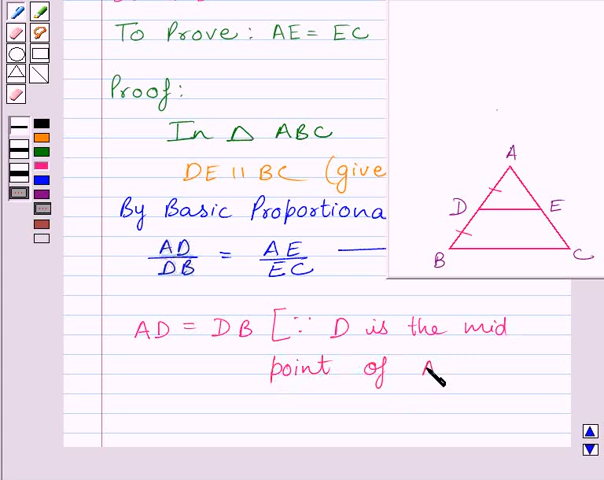 To Prove: AE = EC
Proof:
In △ ABC
DE || BC (give
By Basic Proportiona
AD/DB = AE/EC
AD = DB [∵ D is the mid
point of A
A
D E
B C